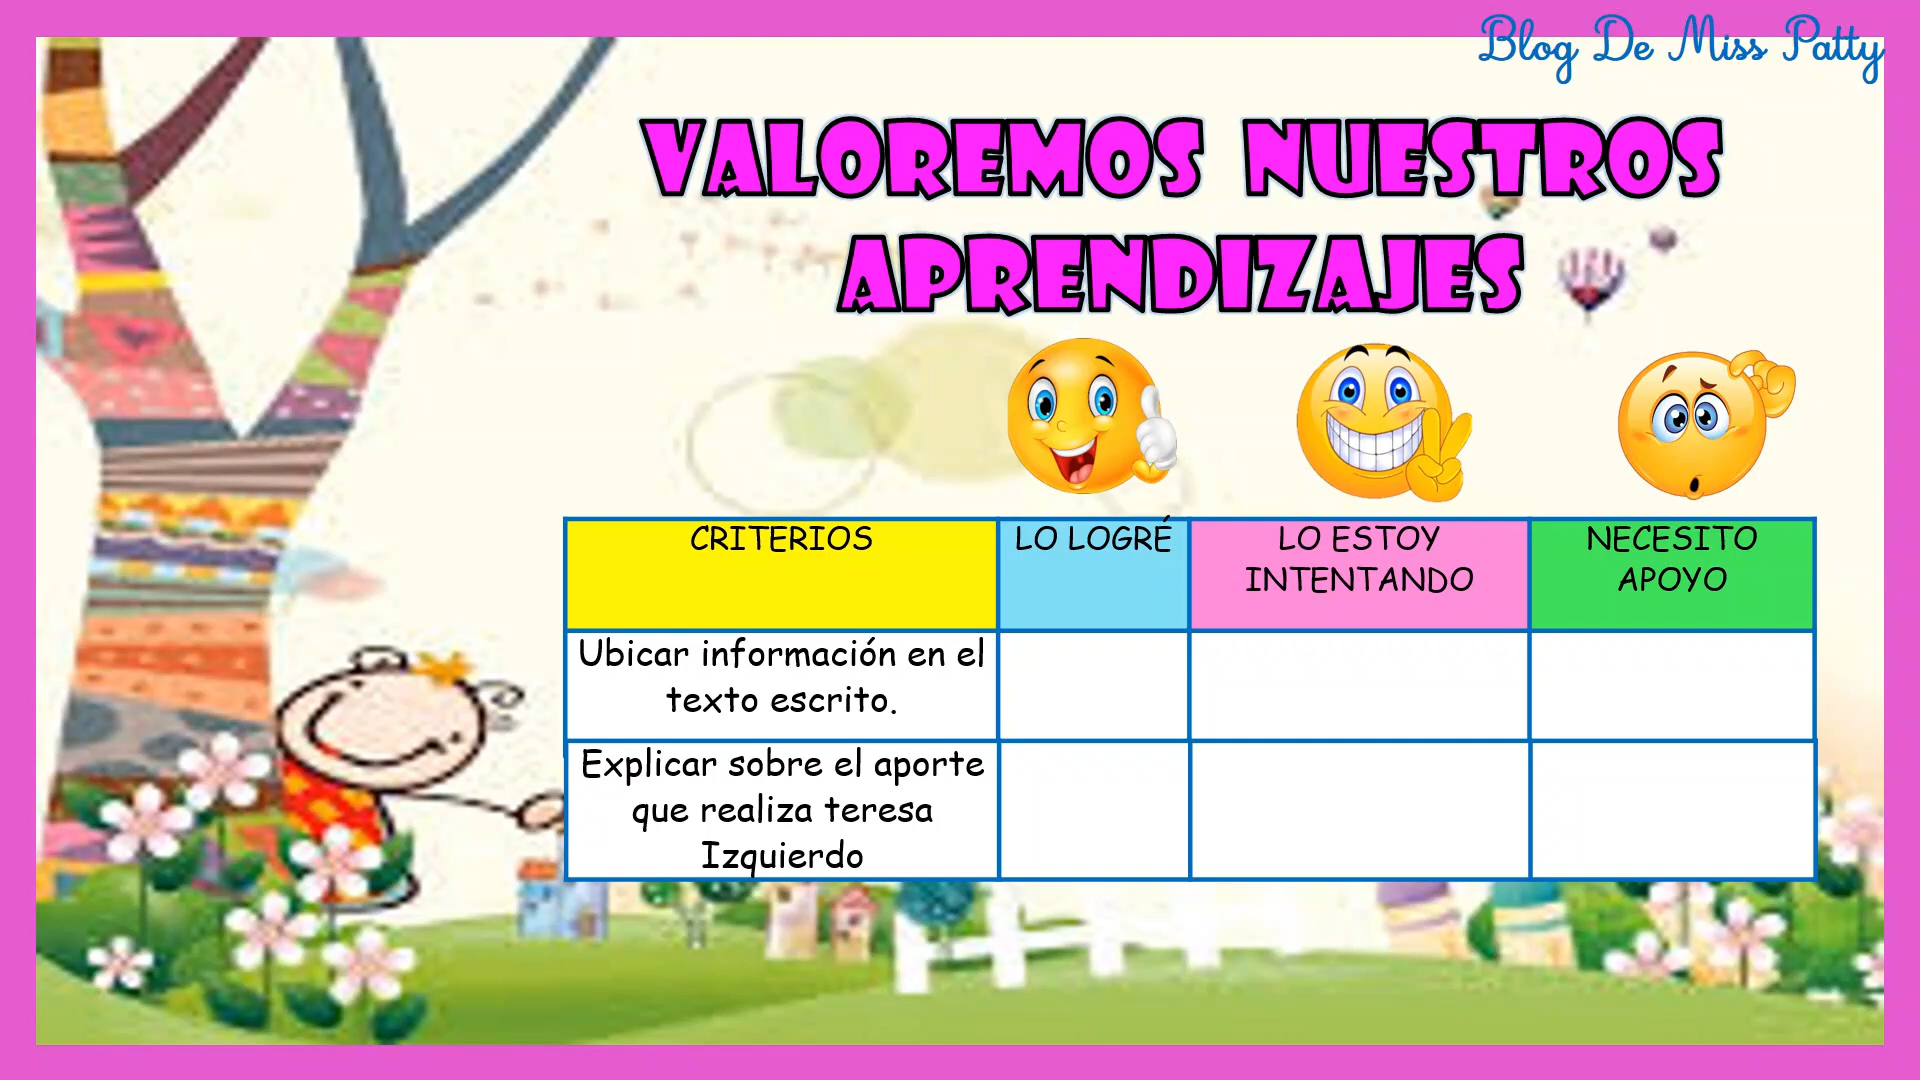 Blog De Miss Patty
VALOREMOS NUESTROS
APRENDIZAJES
CRITERIOS
LO LOGRÉ
LO ESTOY
INTENTANDO
NECESITO
APOYO
Ubicar información en el
texto escrito.
Explicar sobre el aporte
que realiza teresa
Izquierdo